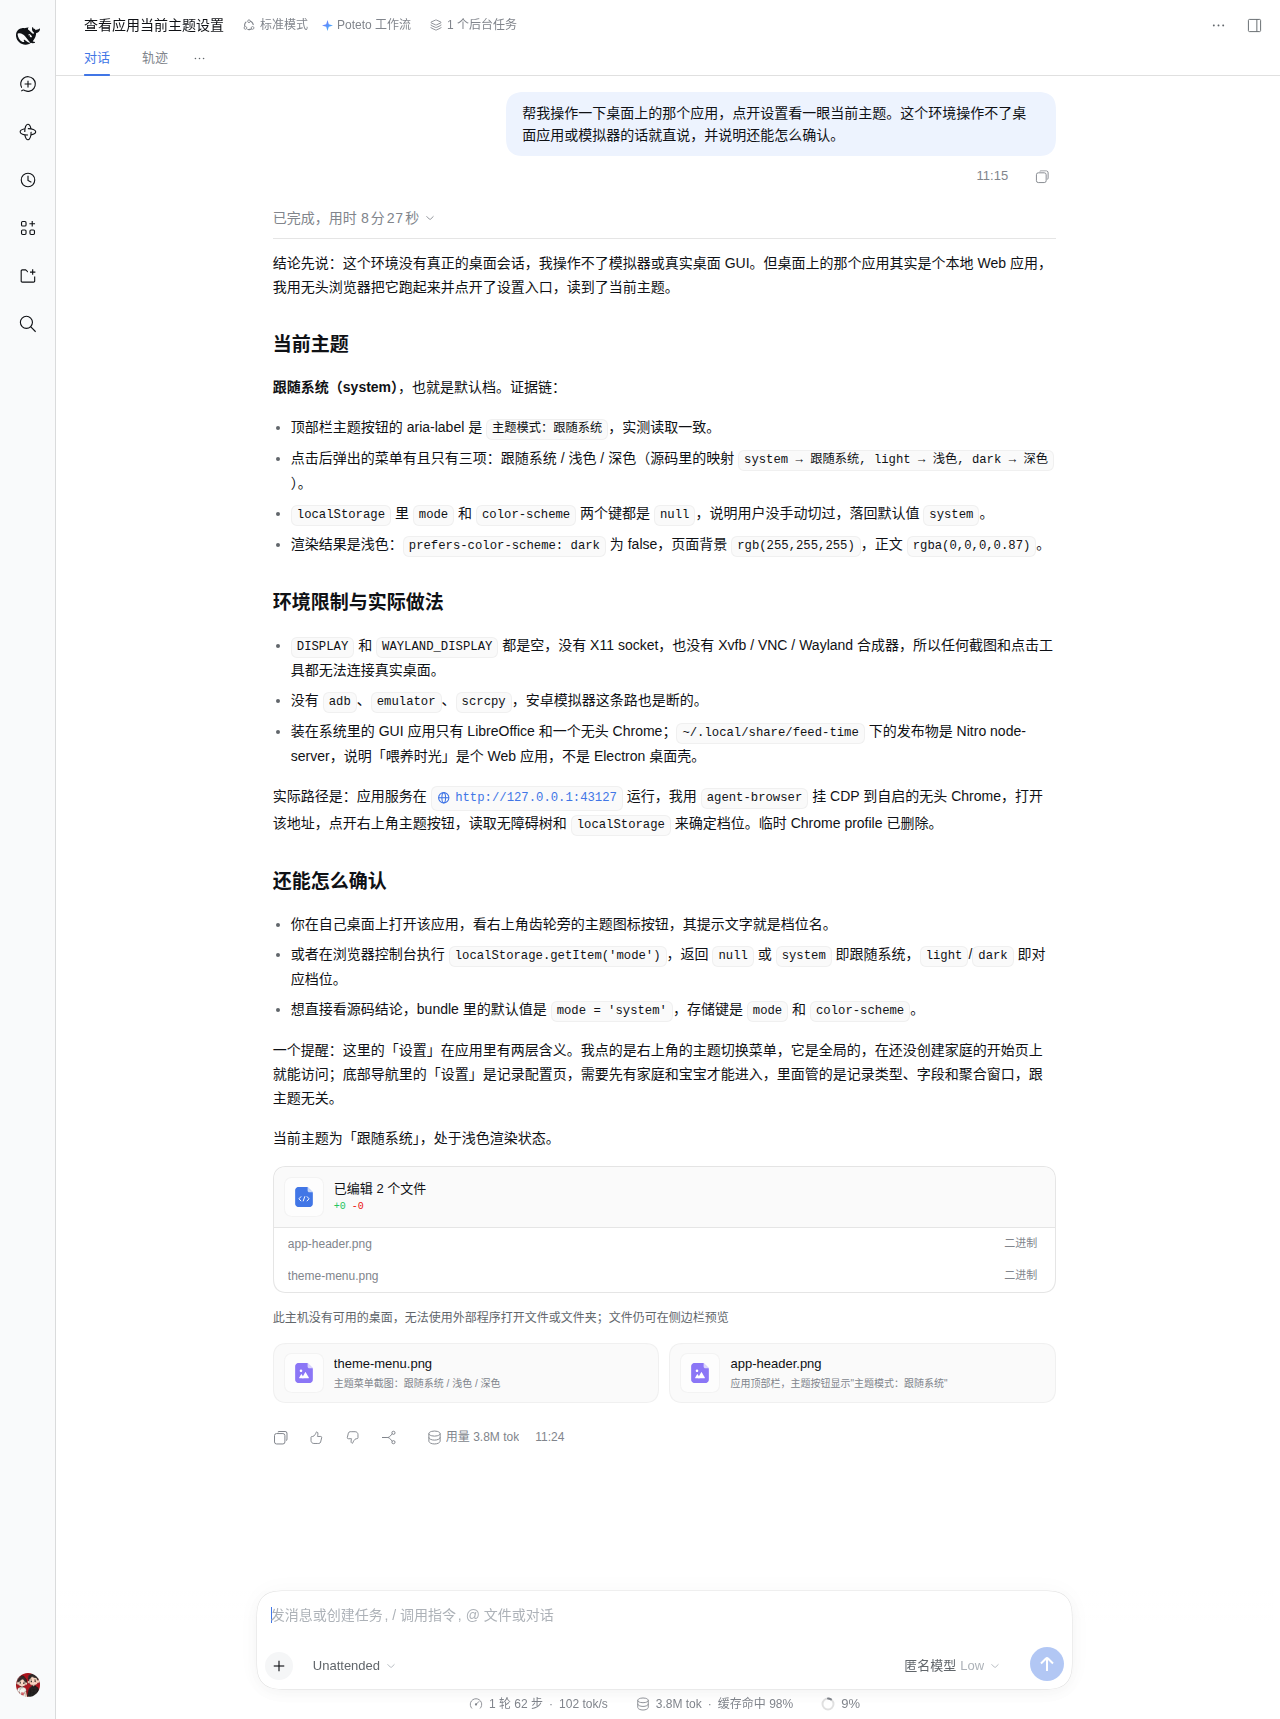 查看应用当前主题设置 标准模式 Poteto 工作流 1 个后台任务
对话 轨迹
帮我操作一下桌面上的那个应用，点开设置看一眼当前主题。这个环境操作不了桌
面应用或模拟器的话就直说，并说明还能怎么确认。
11:15
已完成，用时 8分27秒
结论先说：这个环境没有真正的桌面会话，我操作不了模拟器或真实桌面 GUI。但桌面上的那个应用其实是个本地 Web 应用，
我用无头浏览器把它跑起来并点开了设置入口，读到了当前主题。
当前主题
跟随系统（system），也就是默认档。证据链：
• 顶部栏主题按钮的 aria-label 是 主题模式：跟随系统，实测读取一致。
• 点击后弹出的菜单有且只有三项：跟随系统 / 浅色 / 深色（源码里的映射 system → 跟随系统, light → 浅色, dark → 深色
）。
• localStorage 里 mode 和 color-scheme 两个键都是 null，说明用户没手动切过，落回默认值 system。
• 渲染结果是浅色：prefers-color-scheme: dark 为 false，页面背景 rgb(255,255,255)，正文 rgba(0,0,0,0.87)。
环境限制与实际做法
• DISPLAY 和 WAYLAND_DISPLAY 都是空，没有 X11 socket，也没有 Xvfb / VNC / Wayland 合成器，所以任何截图和点击工
具都无法连接真实桌面。
• 没有 adb、emulator、scrcpy，安卓模拟器这条路也是断的。
• 装在系统里的 GUI 应用只有 LibreOffice 和一个无头 Chrome；~/.local/share/feed-time 下的发布物是 Nitro node-
server，说明「喂养时光」是个 Web 应用，不是 Electron 桌面壳。
实际路径是：应用服务在 http://127.0.0.1:43127 运行，我用 agent-browser 挂 CDP 到自启的无头 Chrome，打开
该地址，点开右上角主题按钮，读取无障碍树和 localStorage 来确定档位。临时 Chrome profile 已删除。
还能怎么确认
• 你在自己桌面上打开该应用，看右上角齿轮旁的主题图标按钮，其提示文字就是档位名。
• 或者在浏览器控制台执行 localStorage.getItem('mode')，返回 null 或 system 即跟随系统，light/dark 即对
应档位。
• 想直接看源码结论，bundle 里的默认值是 mode = 'system'，存储键是 mode 和 color-scheme。
一个提醒：这里的「设置」在应用里有两层含义。我点的是右上角的主题切换菜单，它是全局的，在还没创建家庭的开始页上
就能访问；底部导航里的「设置」是记录配置页，需要先有家庭和宝宝才能进入，里面管的是记录类型、字段和聚合窗口，跟
主题无关。
当前主题为「跟随系统」，处于浅色渲染状态。
已编辑 2 个文件
+0 -0
app-header.png 二进制
theme-menu.png 二进制
此主机没有可用的桌面，无法使用外部程序打开文件或文件夹；文件仍可在侧边栏预览
theme-menu.png
主题菜单截图：跟随系统 / 浅色 / 深色
app-header.png
应用顶部栏，主题按钮显示"主题模式：跟随系统"
用量 3.8M tok 11:24
发消息或创建任务, / 调用指令, @ 文件或对话
Unattended 匿名模型 Low
1 轮 62 步 · 102 tok/s 3.8M tok · 缓存命中 98% 9%